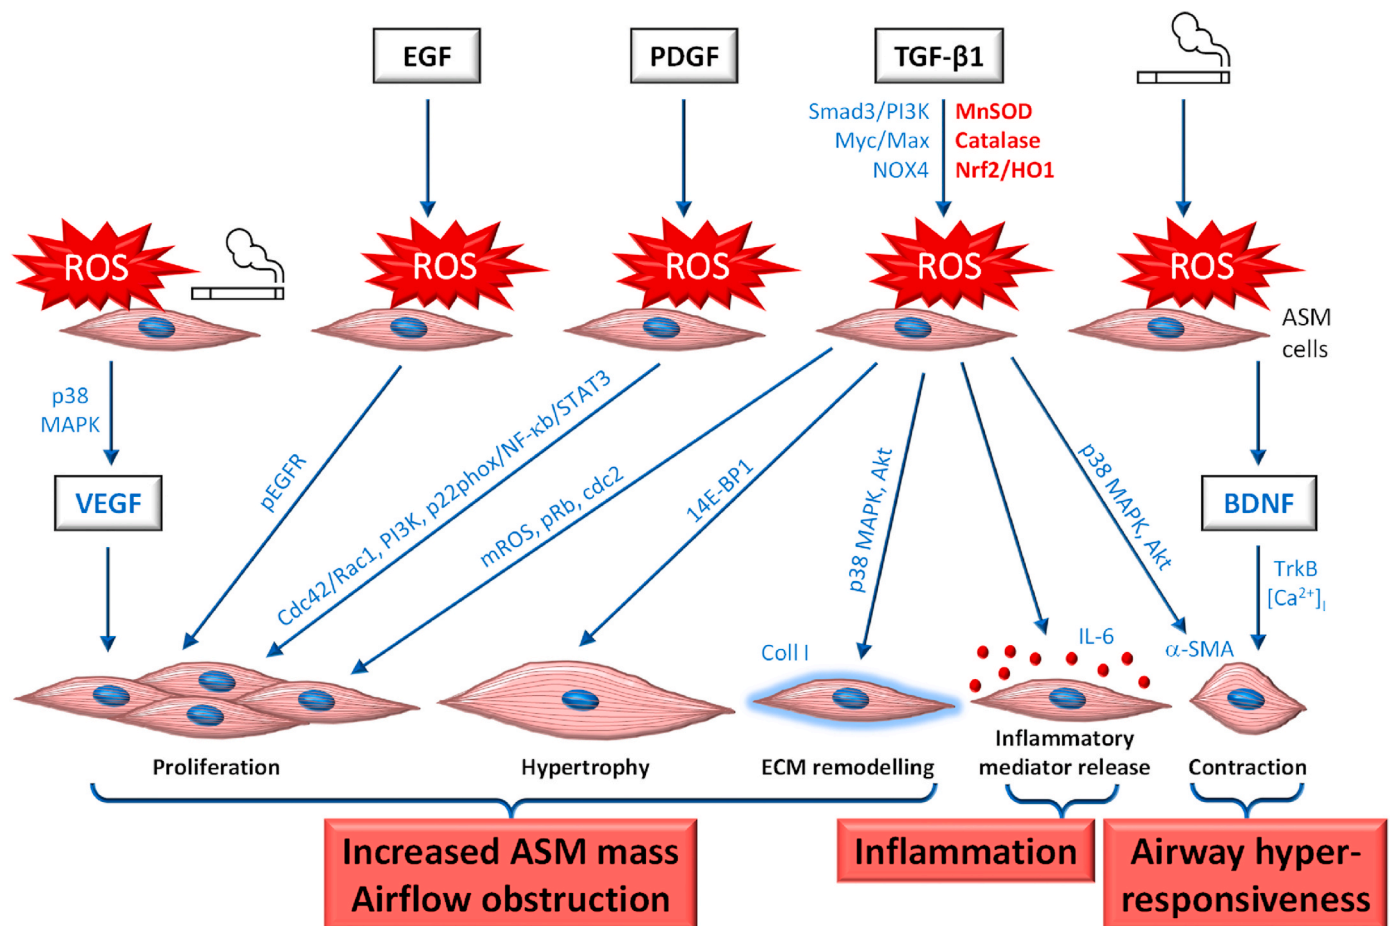 EGF
PDGF
TGF-β1
Smad3/PI3K
Myc/Max
NOX4
MnSOD
Catalase
Nrf2/HO1
ROS
ROS
ROS
ROS
ROS
ASM
cells
p38
MAPK
VEGF
pEGFR
Cdc42/Rac1, PI3K, p22phox/NF-κb/STAT3
mROS, pRb, cdc2
14E-BP1
p38 MAPK, Akt
p38 MAPK, Akt
BDNF
TrkB
[Ca²⁺]ᵢ
Coll I
IL-6
α-SMA
Proliferation
Hypertrophy
ECM remodelling
Inflammatory
mediator release
Contraction
Increased ASM mass
Airflow obstruction
Inflammation
Airway hyper-
responsiveness